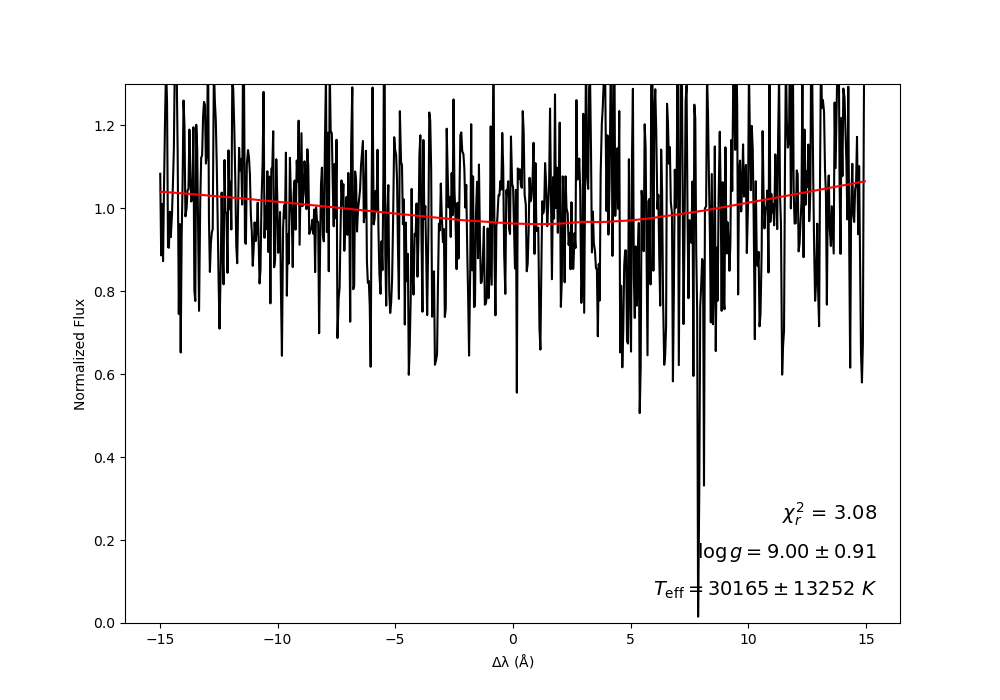 1.2
1.0
0.8
0.6
0.4
0.2
0.0
Normalized Flux
χ²ᵣ = 3.08
log g = 9.00 ± 0.91
T_eff = 30165 ± 13252 K
−15 −10 −5 0 5 10 15
Δλ (Å)